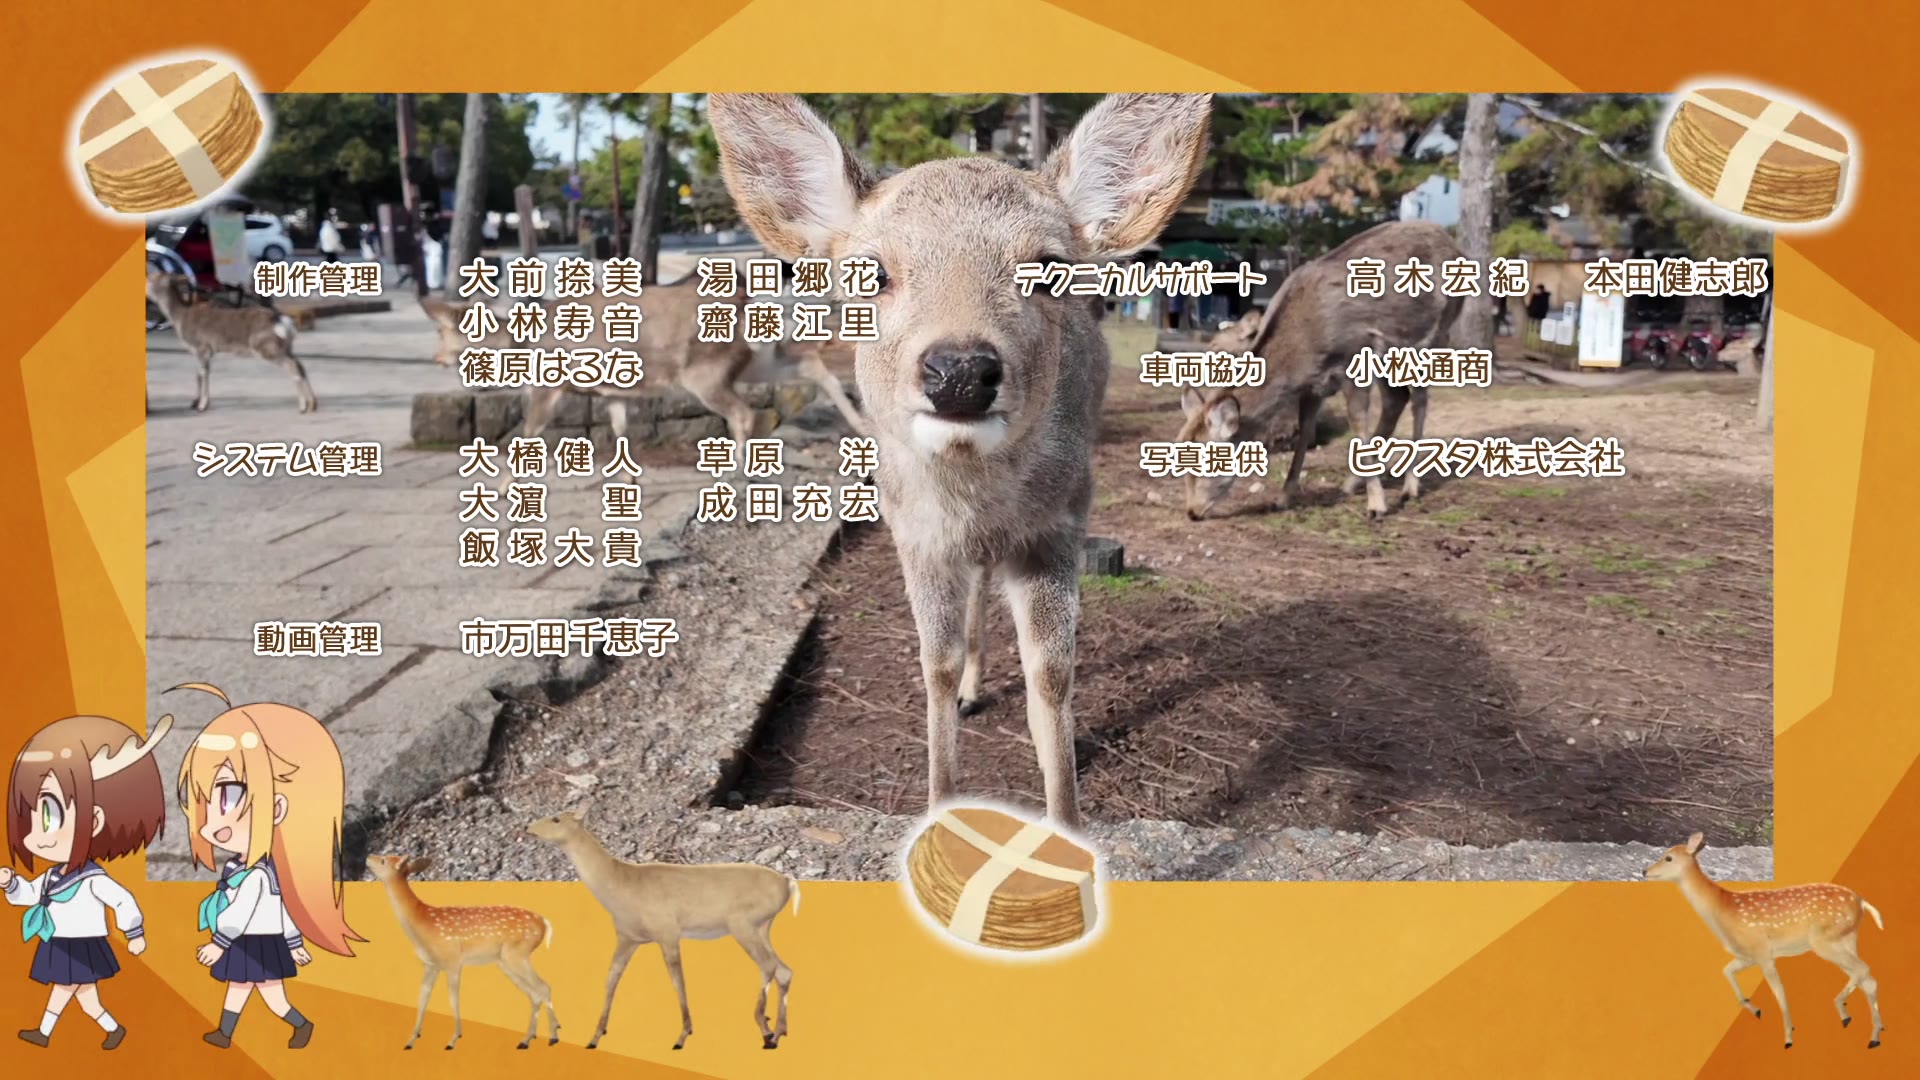 制作管理 大前捺美 湯田郷花
小林寿音 齋藤江里
篠原はるな
システム管理 大橋健人 草原 洋
大濵 聖 成田充宏
飯塚大貴
動画管理 市万田千恵子
テクニカルサポート 高木宏紀 本田健志郎
車両協力 小松通商
写真提供 ピクスタ株式会社